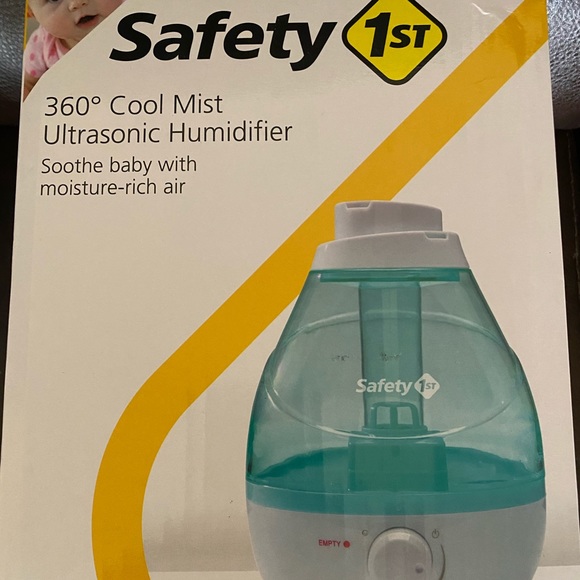 Safety 1ST
360° Cool Mist
Ultrasonic Humidifier
Soothe baby with
moisture-rich air
Safety 1ST
EMPTY